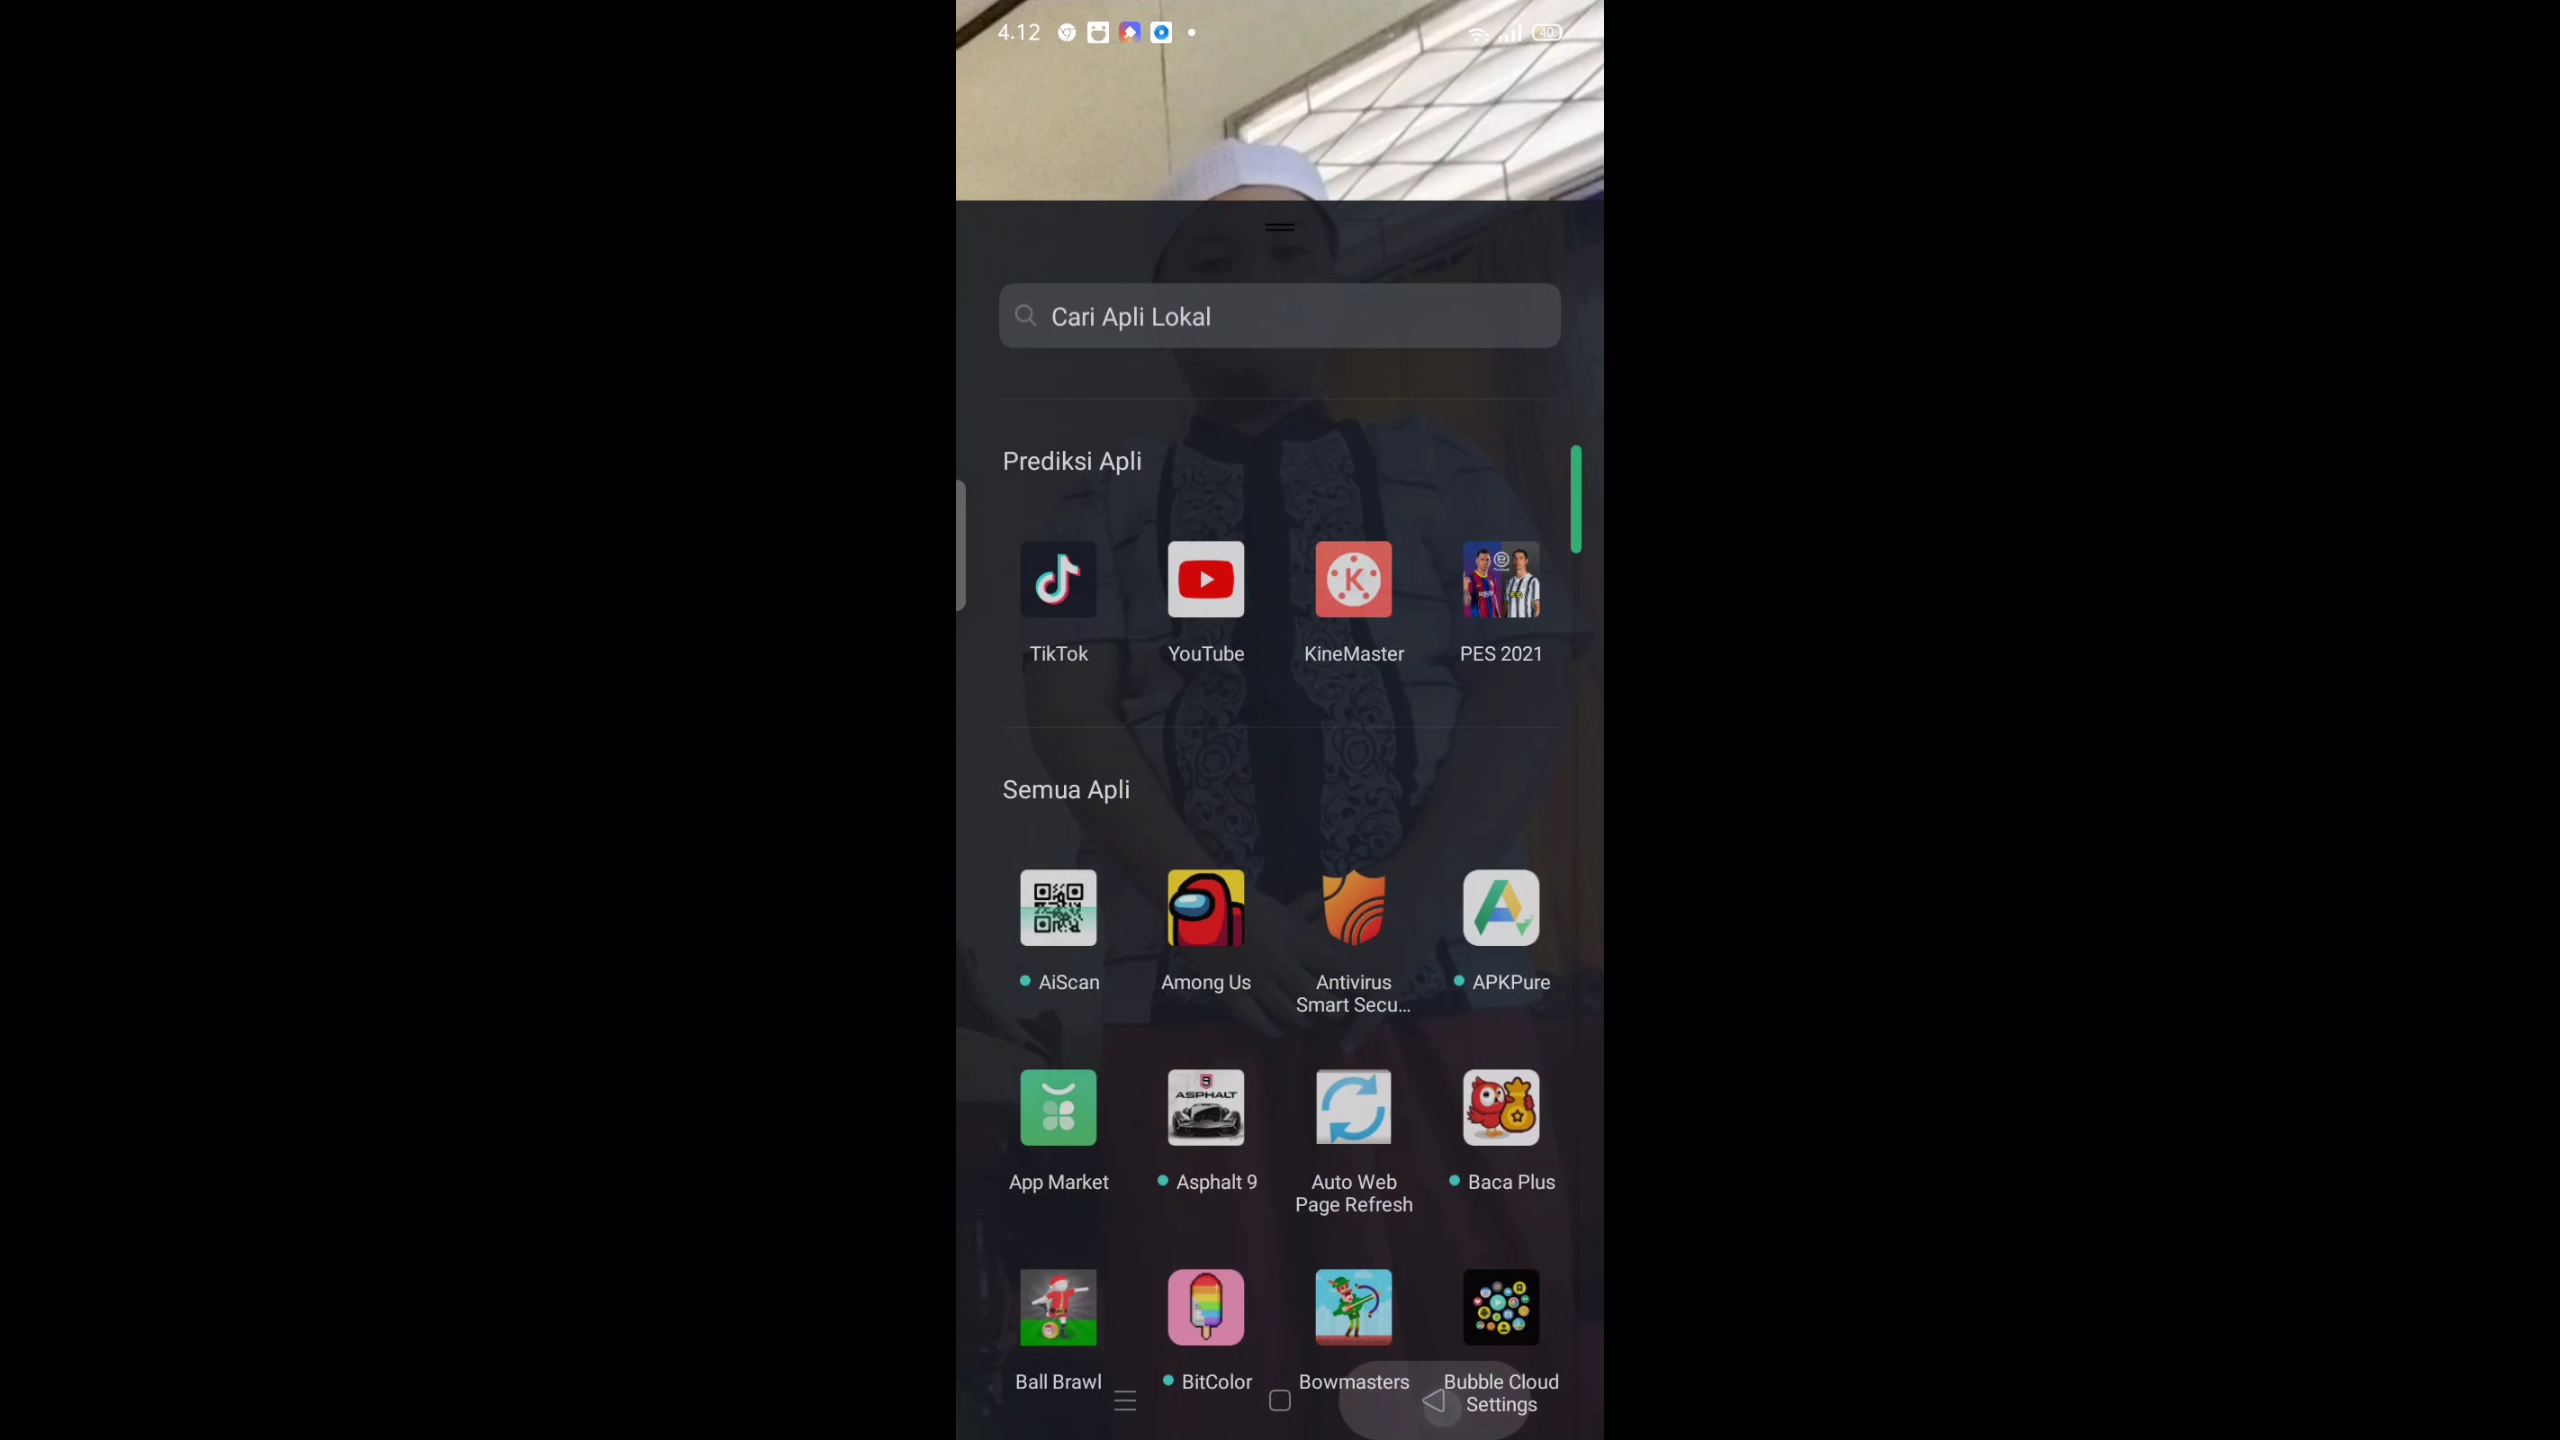 4.12
40
Cari Apli Lokal
Prediksi Apli
TikTok
YouTube
KineMaster
PES 2021
Semua Apli
AiScan
Among Us
Antivirus
Smart Secu...
APKPure
App Market
ASPHALT
Asphalt 9
Auto Web
Page Refresh
Baca Plus
Ball Brawl
BitColor
Bowmasters
Bubble Cloud
Settings